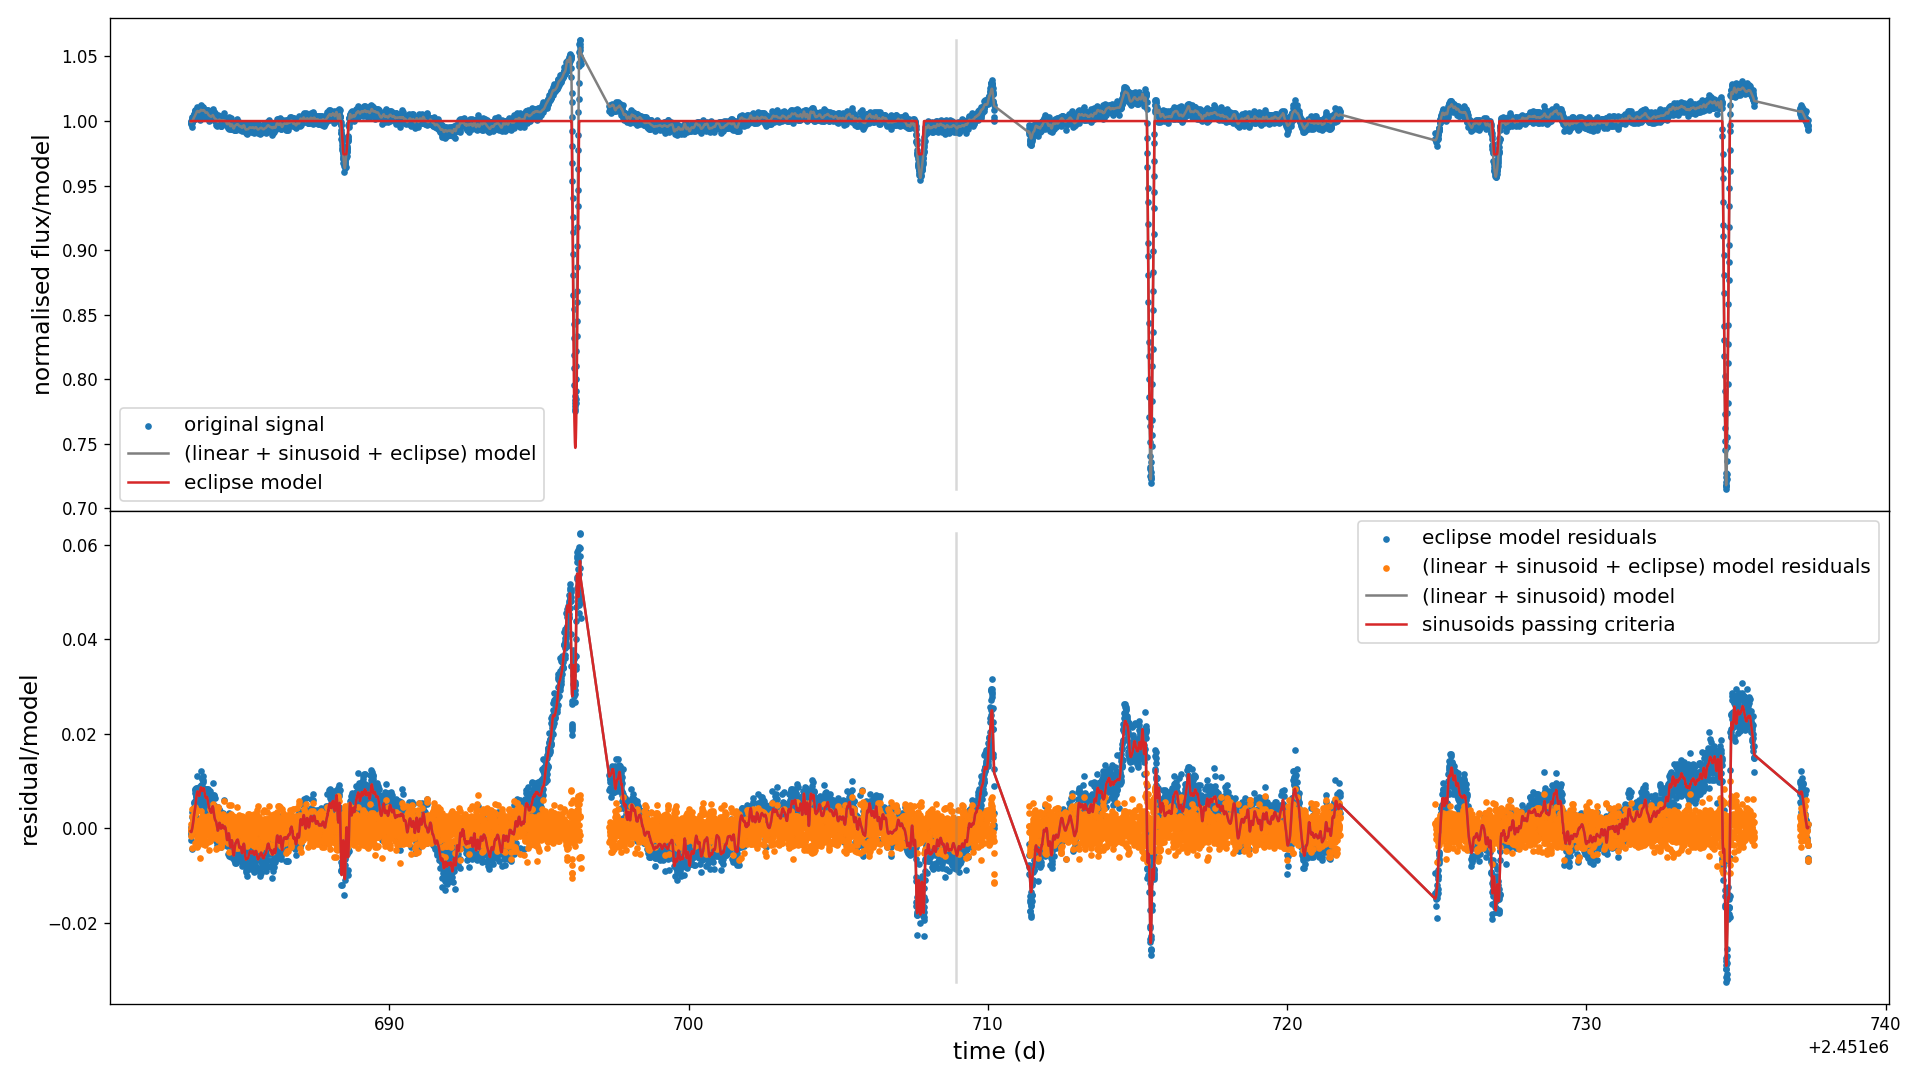 normalised flux/model
1.05
1.00
0.95
0.90
0.85
0.80
0.75
0.70
original signal
(linear + sinusoid + eclipse) model
eclipse model
residual/model
0.06
0.04
0.02
0.00
−0.02
eclipse model residuals
(linear + sinusoid + eclipse) model residuals
(linear + sinusoid) model
sinusoids passing criteria
690
700
710
720
730
740
time (d)
+2.451e6